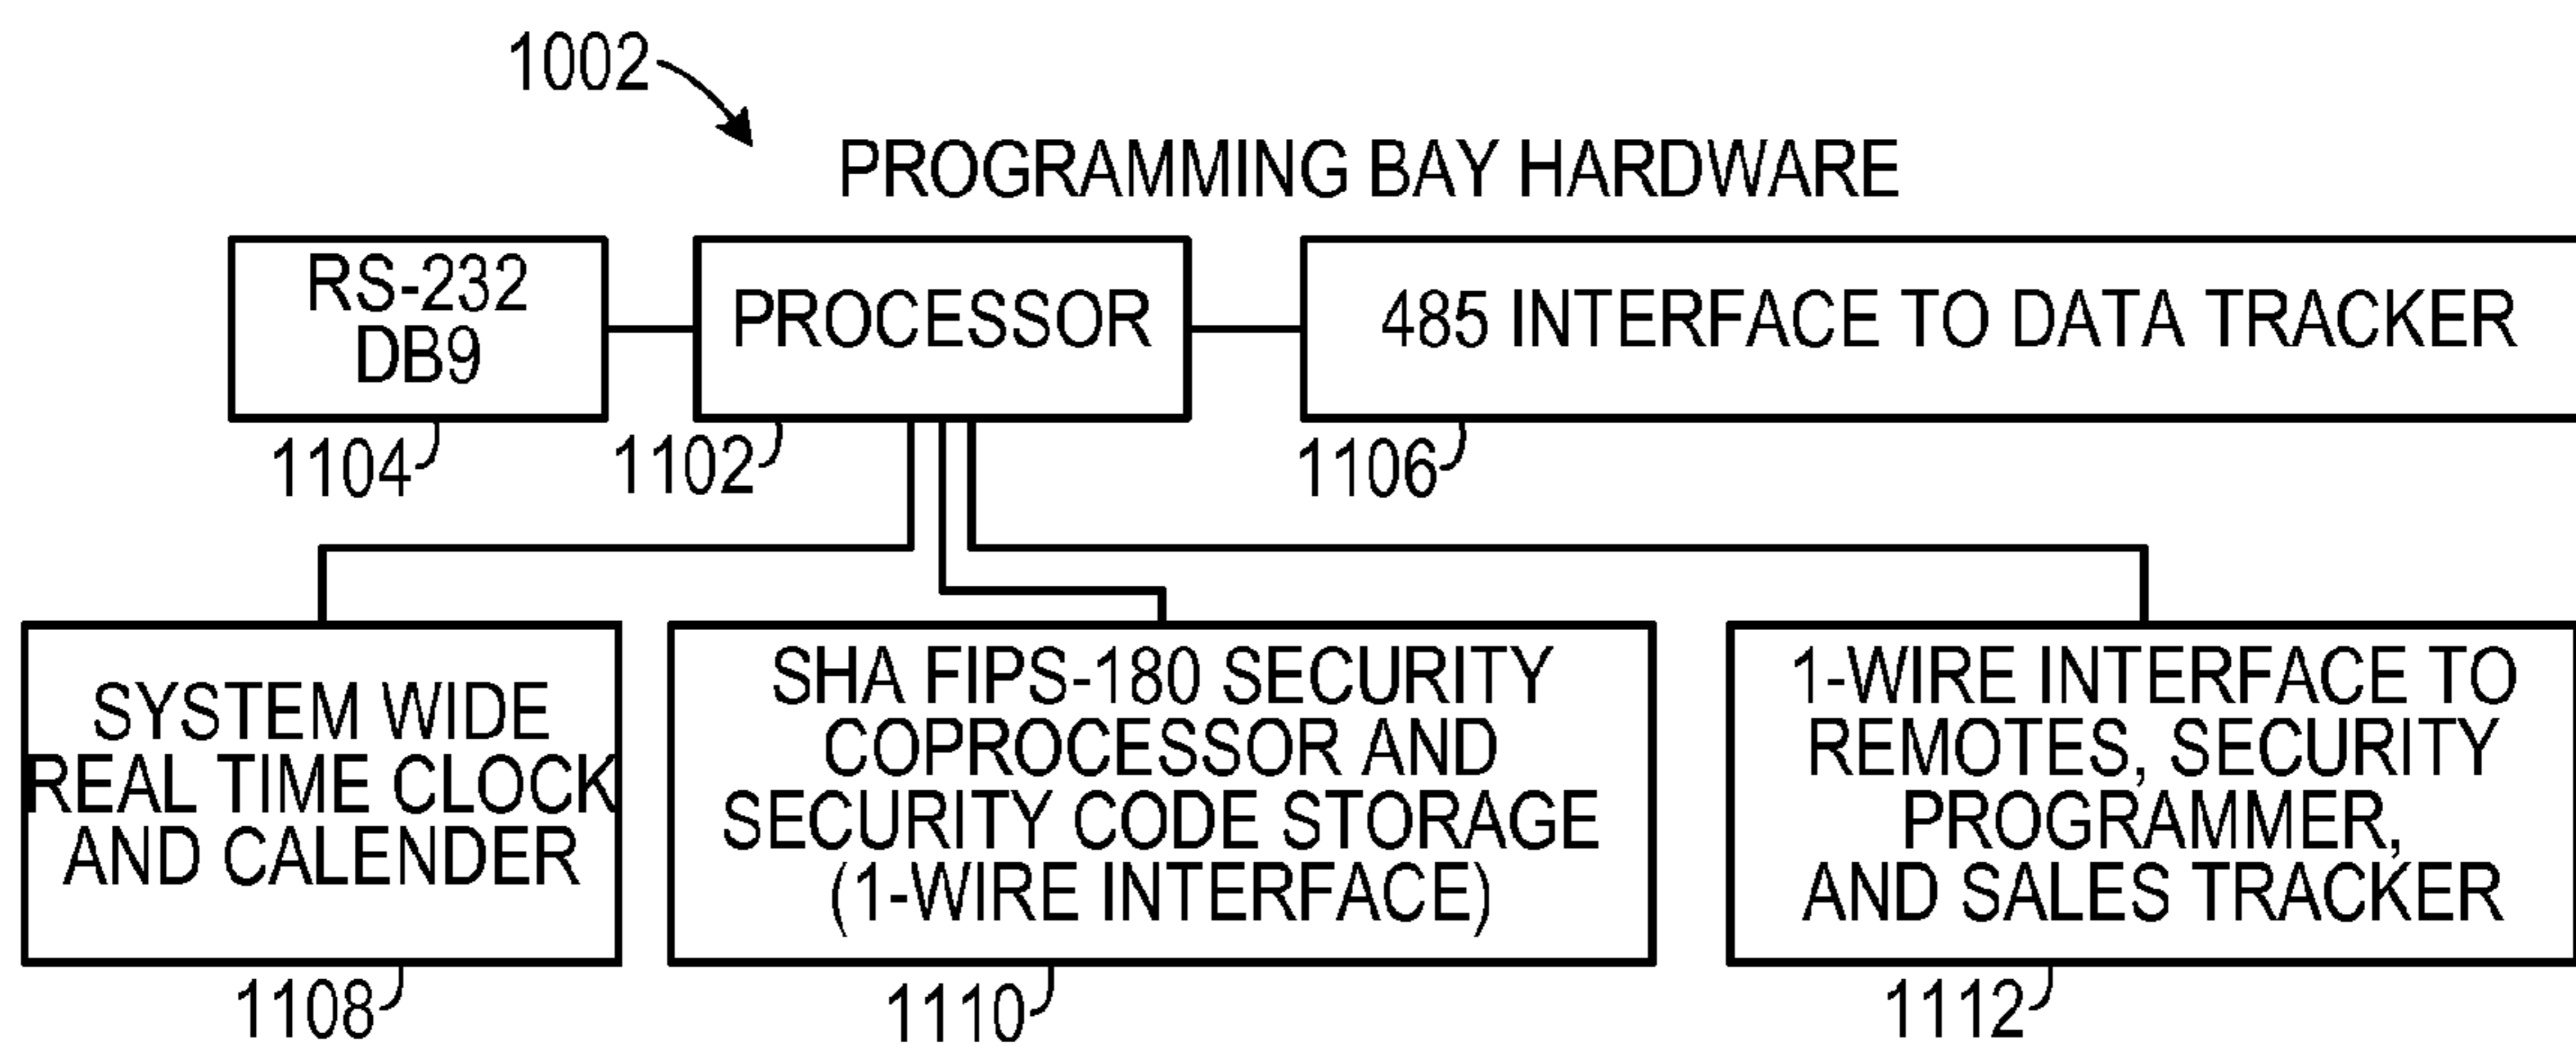 1002
PROGRAMMING BAY HARDWARE
RS-232
DB9
PROCESSOR
485 INTERFACE TO DATA TRACKER
1104
1102
1106
SYSTEM WIDE
REAL TIME CLOCK
AND CALENDER
SHA FIPS-180 SECURITY
COPROCESSOR AND
SECURITY CODE STORAGE
(1-WIRE INTERFACE)
1-WIRE INTERFACE TO
REMOTES, SECURITY
PROGRAMMER,
AND SALES TRACKER
1108
1110
1112